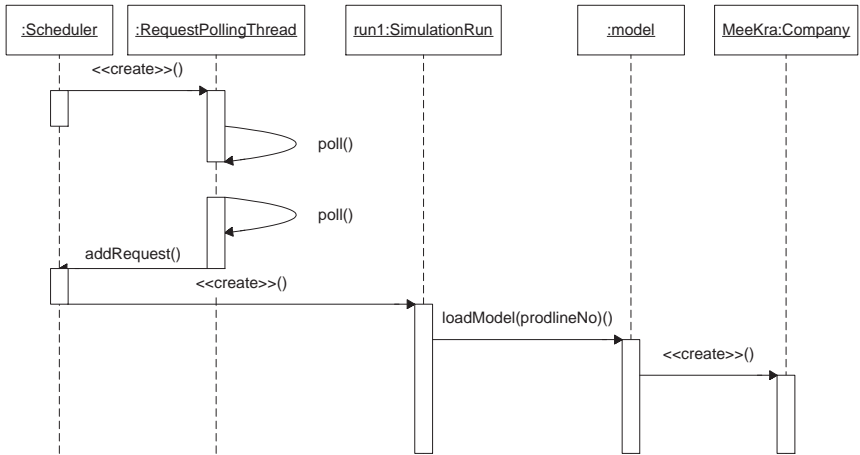 :Scheduler
:RequestPollingThread
run1:SimulationRun
:model
MeeKra:Company
<<create>>()
poll()
poll()
addRequest()
<<create>>()
loadModel(prodlineNo)()
<<create>>()